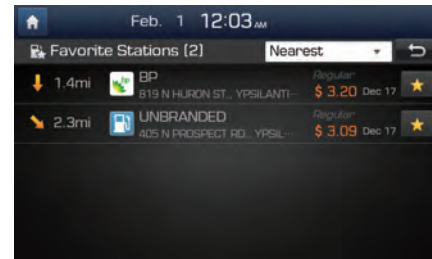 Feb. 1 12:03 AM
Favorite Stations (2) Nearest
1.4mi BP Regular
819 N HURON ST., YPSILANTI··· $ 3.20 Dec 17
2.3mi UNBRANDED Regular
405 N PROSPECT RD., YPSIL··· $ 3.09 Dec 17